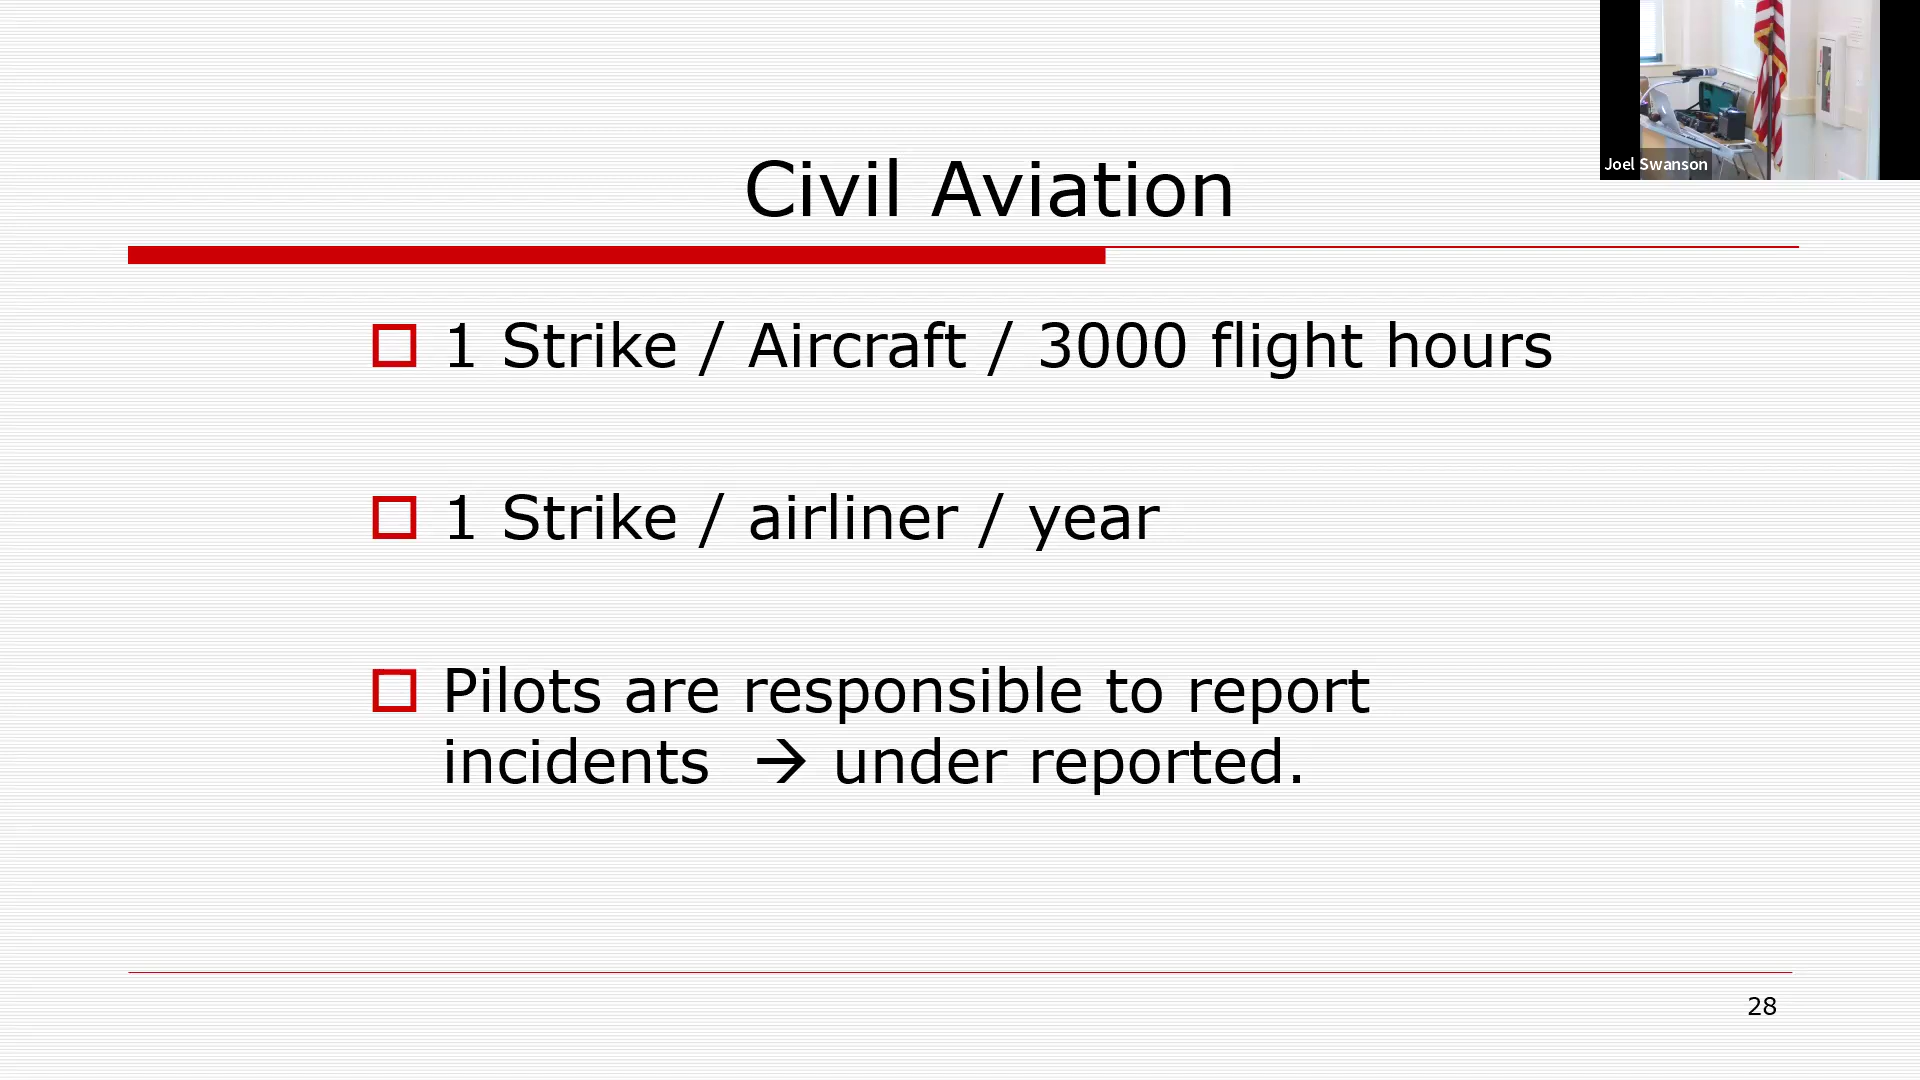 Joel Swanson
Civil Aviation
1 Strike / Aircraft / 3000 flight hours
1 Strike / airliner / year
Pilots are responsible to report
incidents → under reported.
28